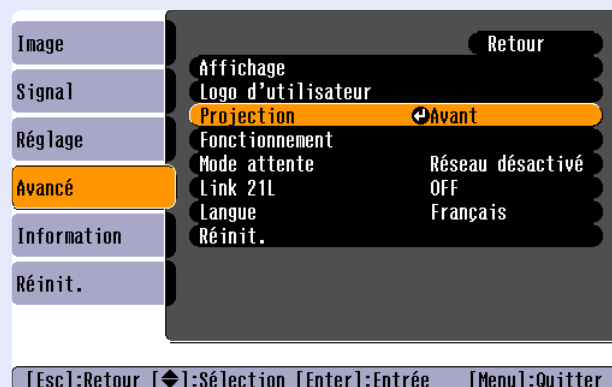 Image
Signal
Réglage
Avancé
Information
Réinit.
Retour
Affichage
Logo d'utilisateur
Projection Avant
Fonctionnement
Mode attente Réseau désactivé
Link 21L OFF
Langue Français
Réinit.
[Esc]:Retour [◆]:Sélection [Enter]:Entrée [Menu]:Quitter